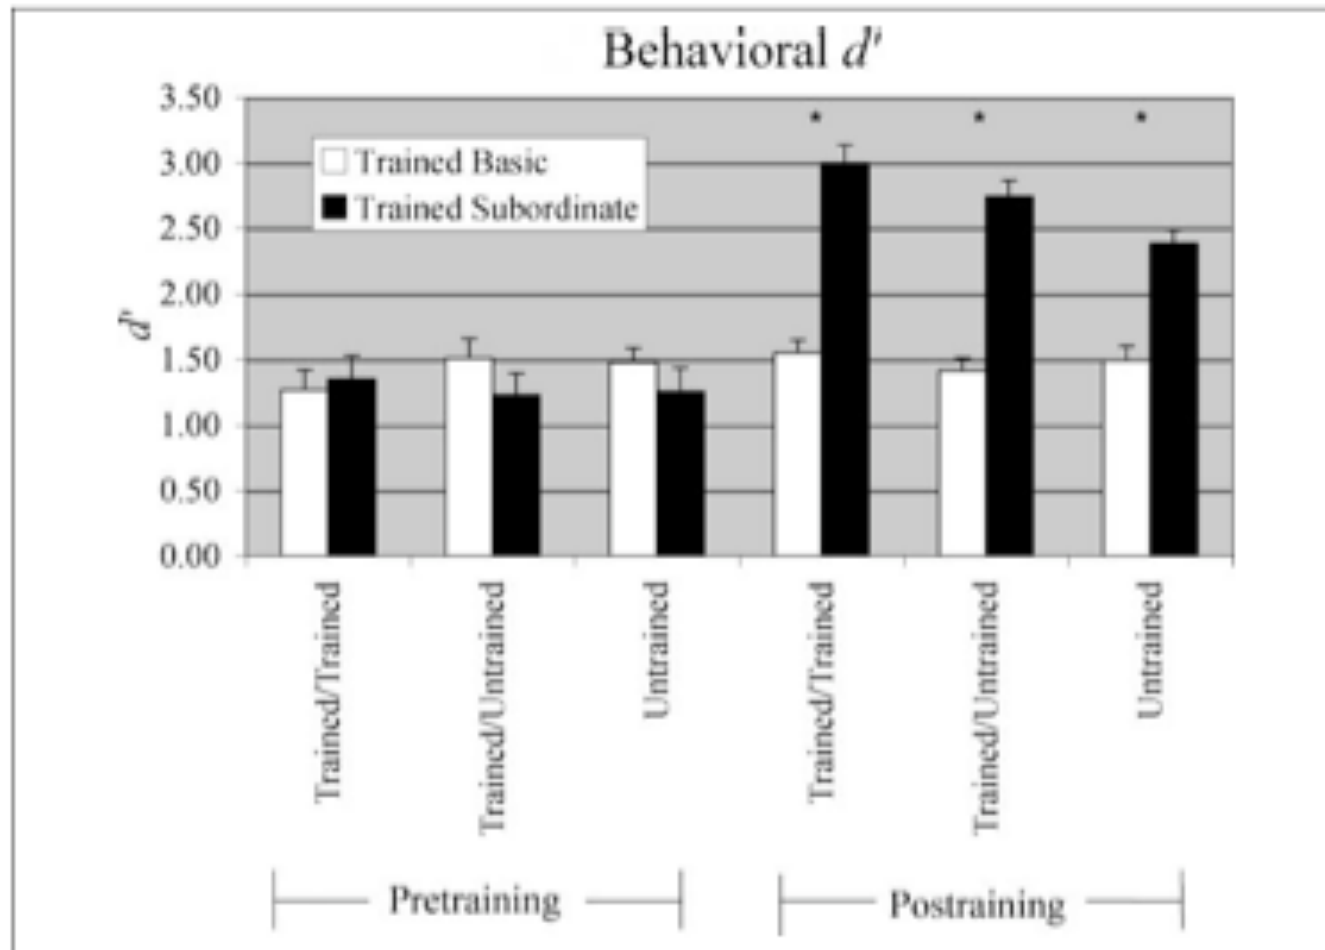 Behavioral d'
3.50
3.00
2.50
2.00
1.50
1.00
0.50
0.00
d'
Trained Basic
Trained Subordinate
* * *
Trained/Trained
Trained/Untrained
Untrained
Trained/Trained
Trained/Untrained
Untrained
Pretraining
Postraining